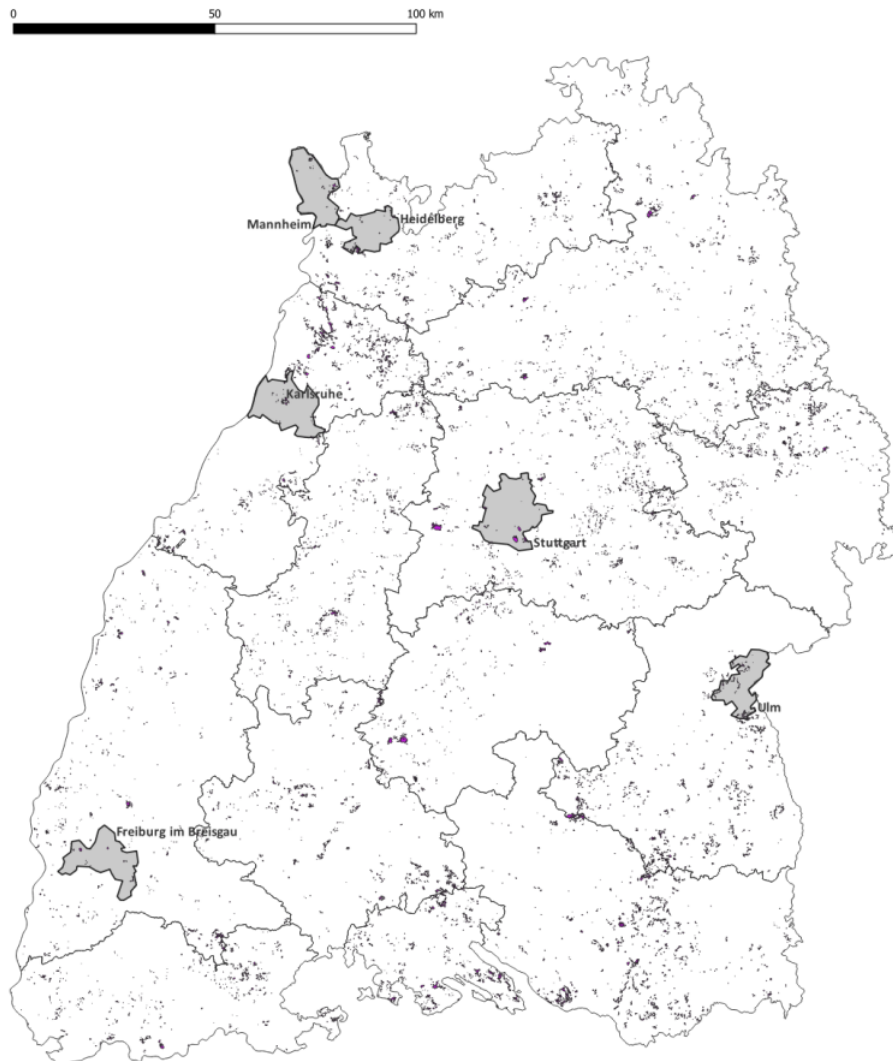 0 50 100 km
Mannheim
Heidelberg
Karlsruhe
Stuttgart
Ulm
Freiburg im Breisgau